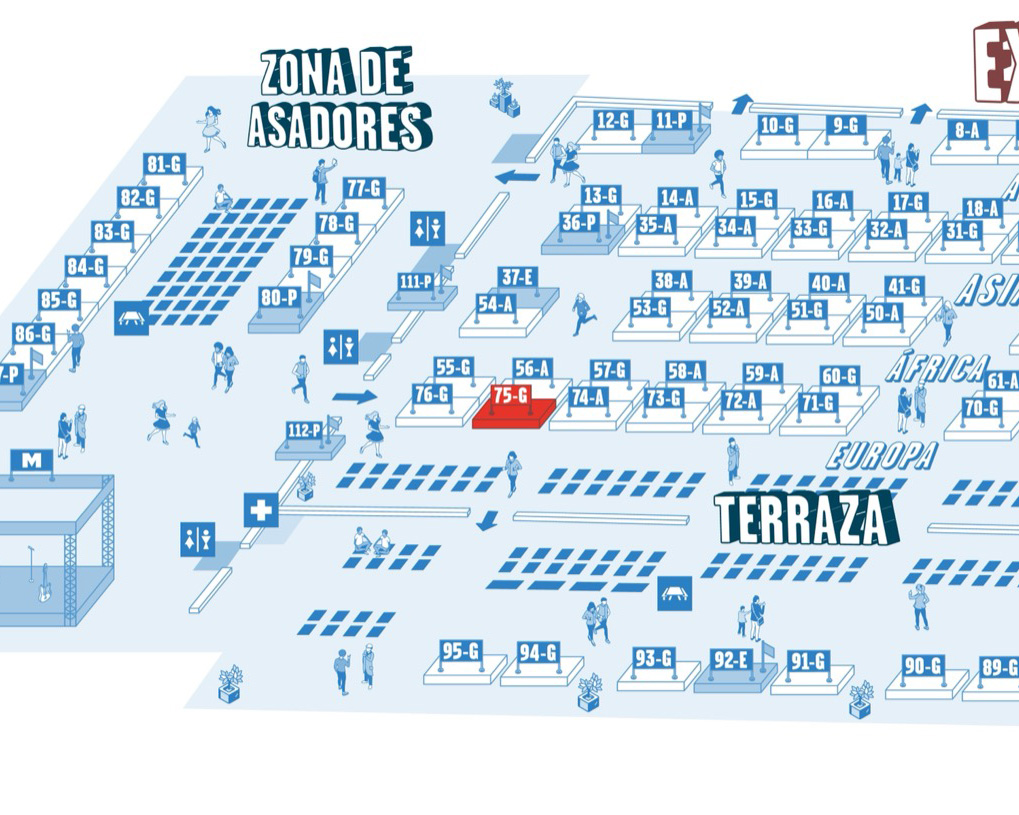 ZONA DE
ASADORES
12-G 11-P 10-G 9-G 8-A
81-G
82-G
83-G
84-G
85-G
86-G
77-G
78-G
79-G
80-P
111-P
13-G 14-A 15-G 16-A 17-G 18-A
36-P 35-A 34-A 33-G 32-A 31-G
37-E 38-A 39-A 40-A 41-G
54-A 53-G 52-A 51-G 50-A
ÁFRICA
55-G 56-A 57-G 58-A 59-A 60-G 61-A
76-G 75-G 74-A 73-G 72-A 71-G 70-G
112-P
EUROPA
TERRAZA
M
95-G 94-G 93-G 92-E 91-G 90-G 89-G